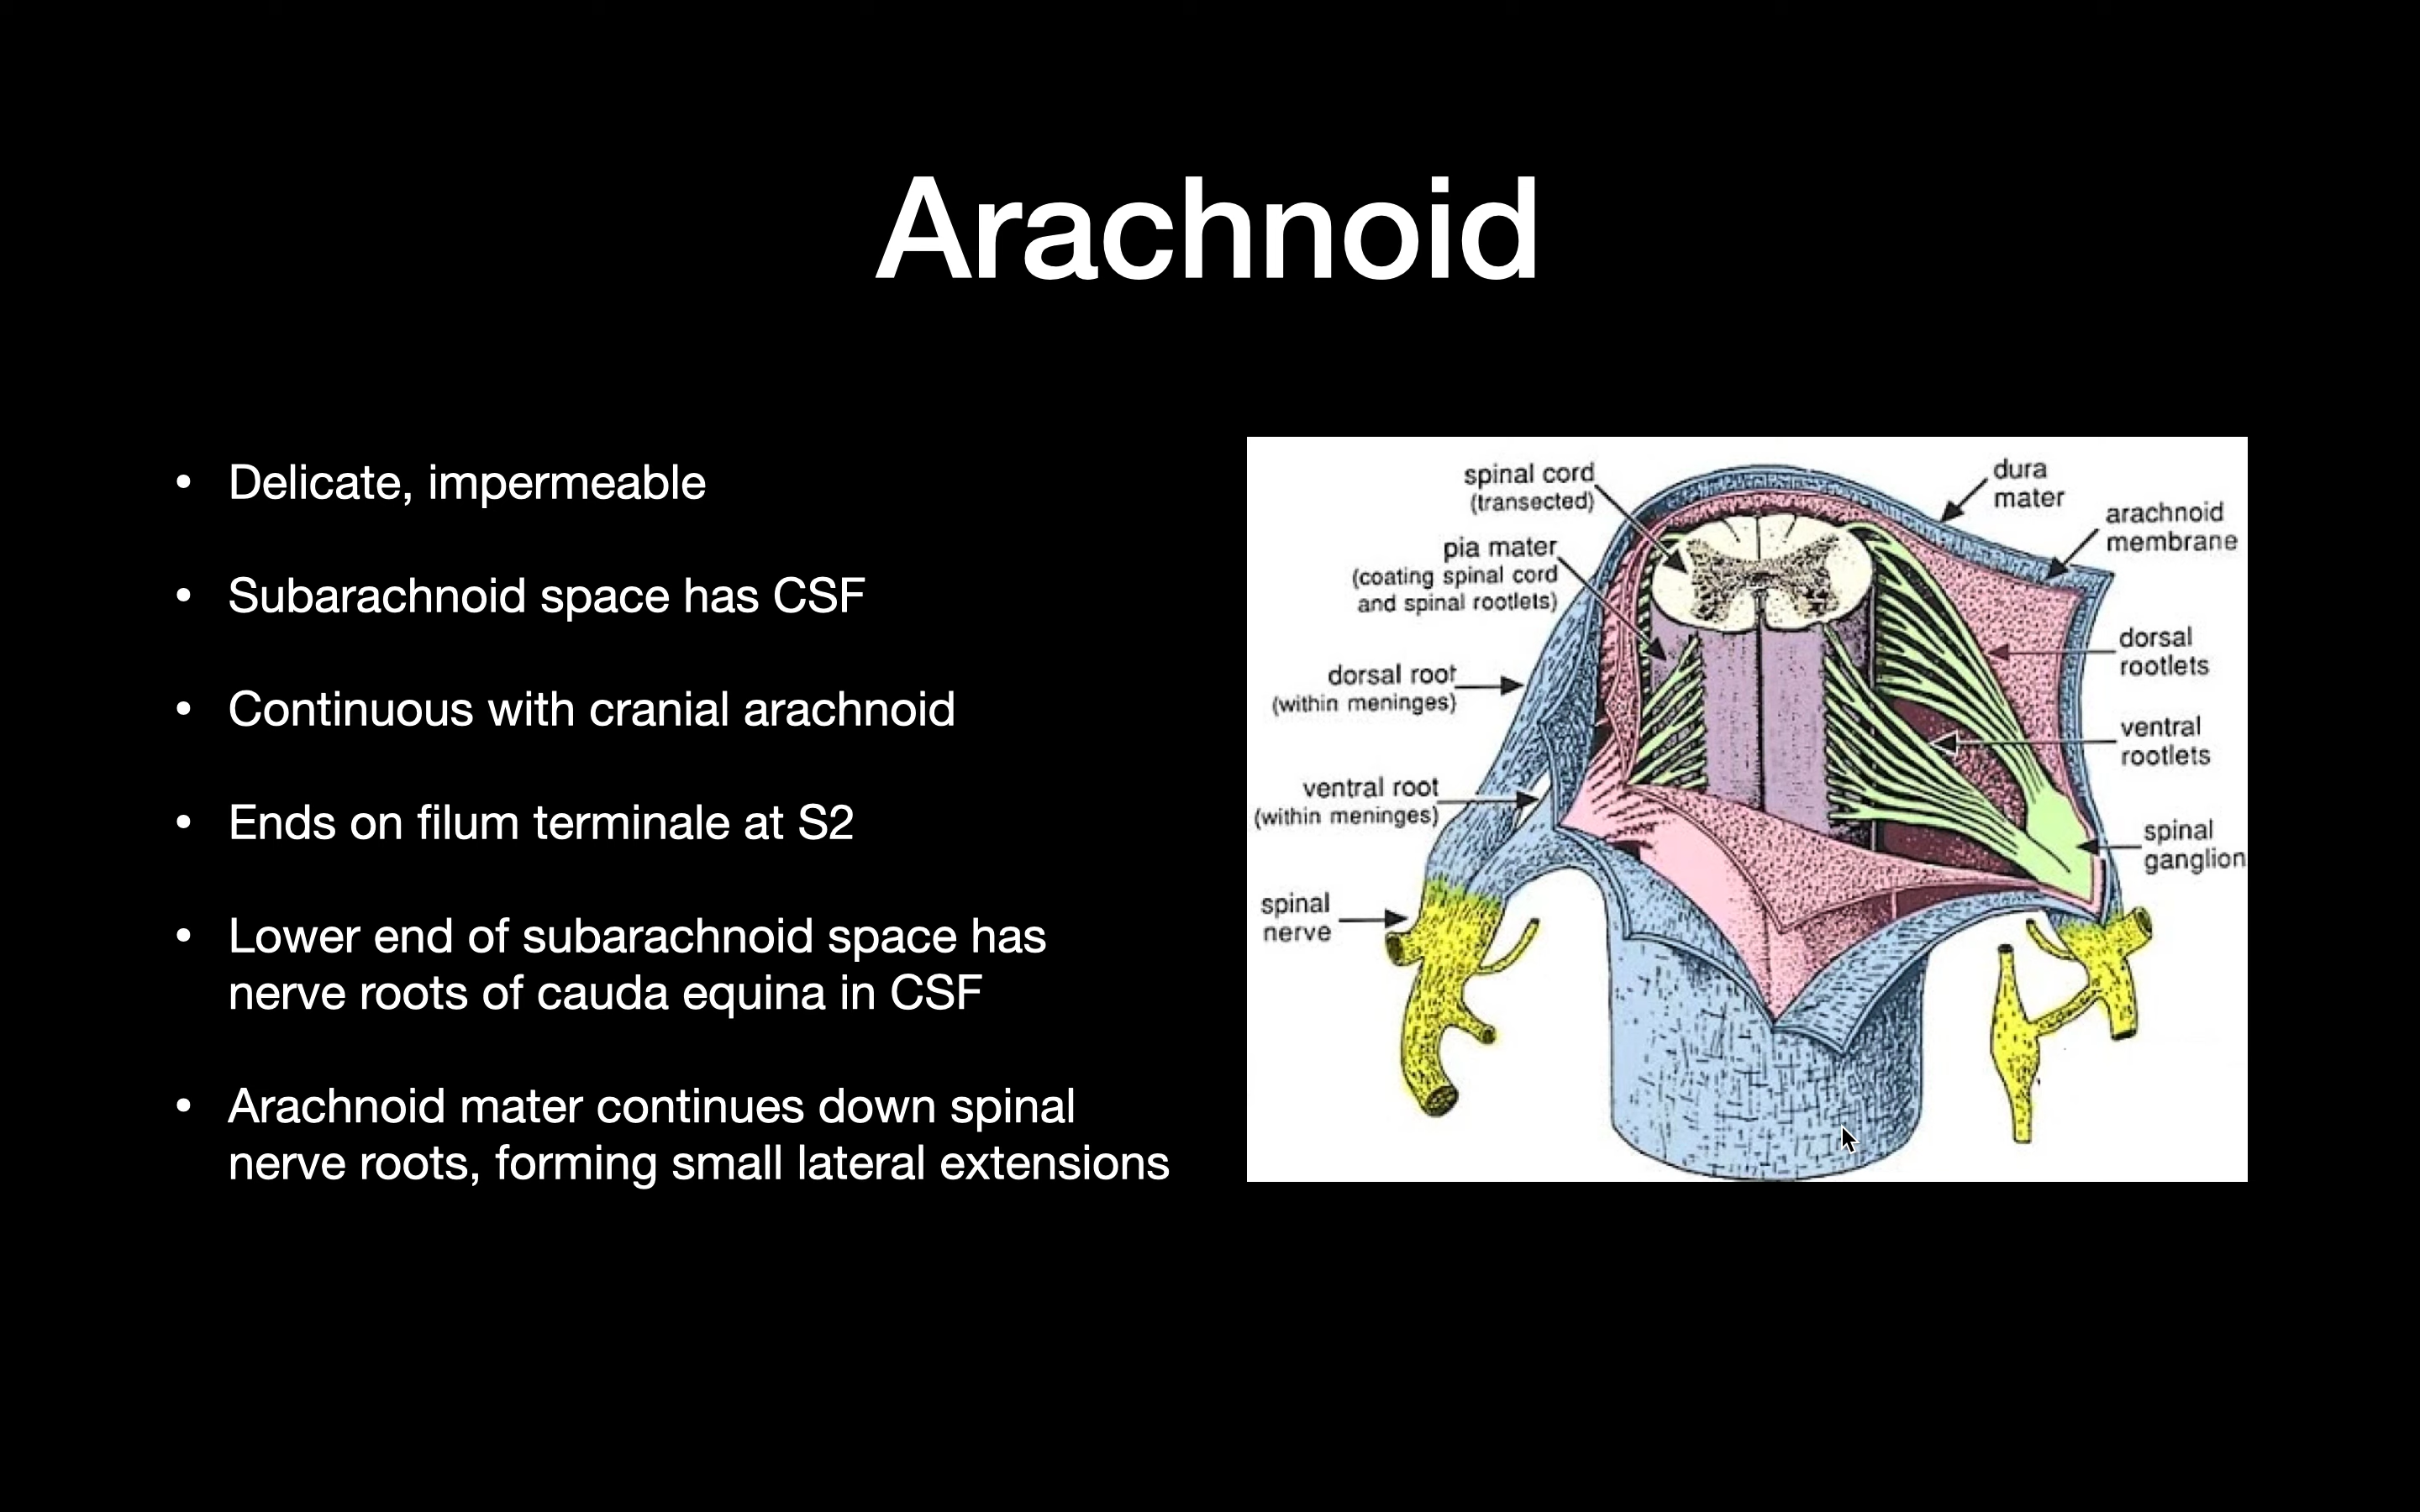 Arachnoid
• Delicate, impermeable
• Subarachnoid space has CSF
• Continuous with cranial arachnoid
• Ends on filum terminale at S2
• Lower end of subarachnoid space has
nerve roots of cauda equina in CSF
• Arachnoid mater continues down spinal
nerve roots, forming small lateral extensions
spinal cord
(transected)
pia mater
(coating spinal cord
and spinal rootlets)
dorsal root
(within meninges)
ventral root
(within meninges)
spinal
nerve
dura
mater
arachnoid
membrane
dorsal
rootlets
ventral
rootlets
spinal
ganglion